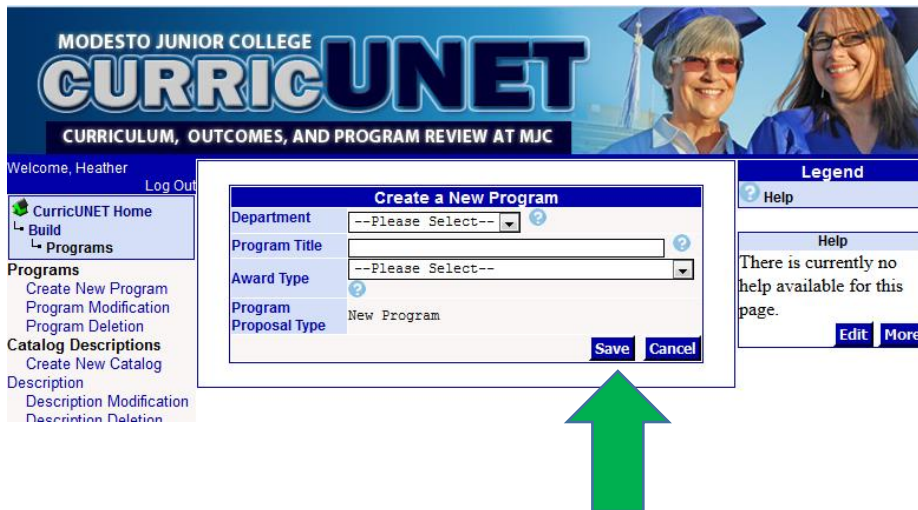 MODESTO JUNIOR COLLEGE
CURRICUNET
CURRICULUM, OUTCOMES, AND PROGRAM REVIEW AT MJC
Welcome, Heather
Log Out
CurricUNET Home
Build
Programs
Programs
Create New Program
Program Modification
Program Deletion
Catalog Descriptions
Create New Catalog
Description
Description Modification
Description Deletion
Create a New Program
Department --Please Select-- ?
Program Title ?
Award Type --Please Select-- ?
Program
Proposal Type New Program
Save Cancel
Legend
? Help
Help
There is currently no
help available for this
page.
Edit More